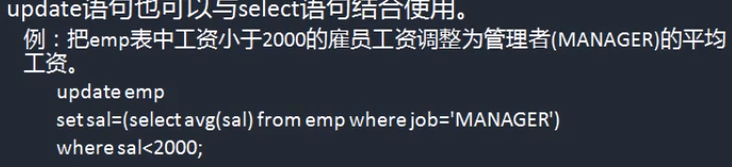 update语句也可以与select语句结合使用。
例：把emp表中工资小于2000的雇员工资调整为管理者(MANAGER)的平均
工资。
update emp
set sal=(select avg(sal) from emp where job='MANAGER')
where sal<2000;